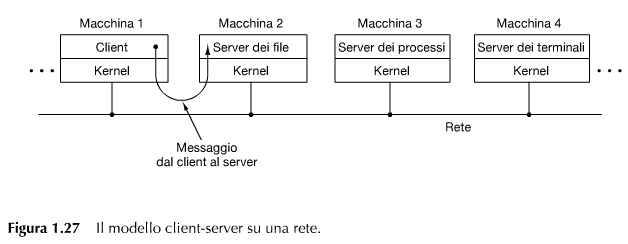 Macchina 1 Macchina 2 Macchina 3 Macchina 4
Client Server dei file Server dei processi Server dei terminali
Kernel Kernel Kernel Kernel
Rete
Messaggio
dal client al server
Figura 1.27 Il modello client-server su una rete.